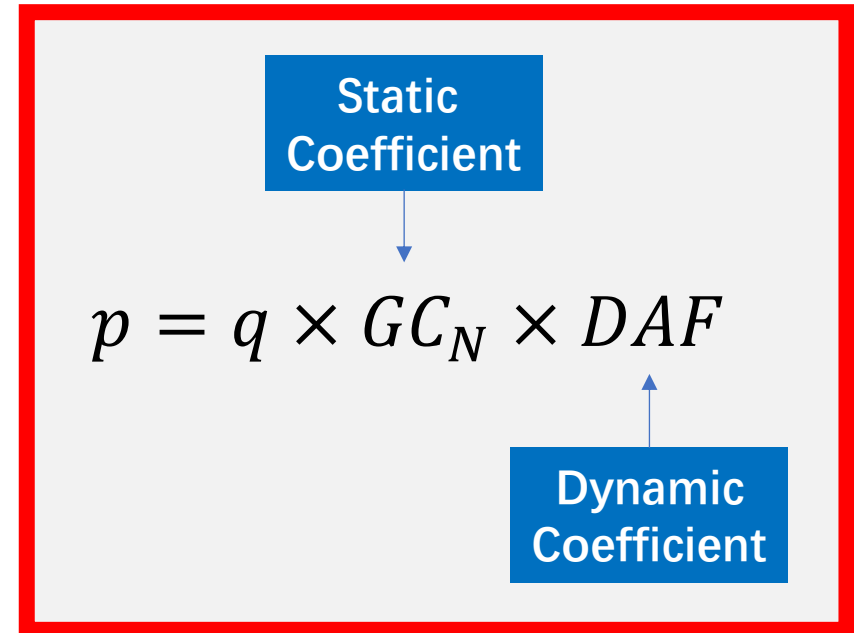 Static
Coefficient
p = q × GC_N × DAF
Dynamic
Coefficient